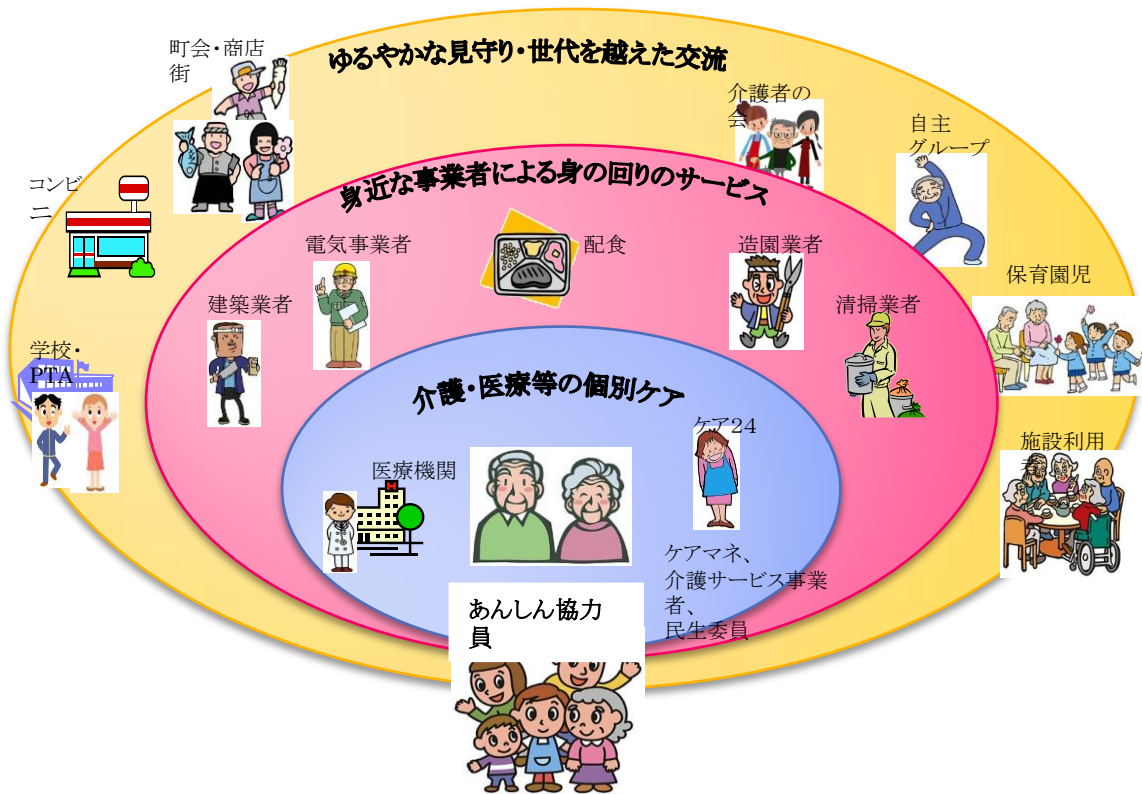 ゆるやかな見守り・世代を越えた交流
町会・商店
街
介護者の
会
自主
グループ
コンビ
ニ
身近な事業者による身の回りのサービス
電気事業者
配食
造園業者
保育園児
建築業者
清掃業者
学校・
PTA
介護・医療等の個別ケア
ケア24
施設利用
者
医療機関
ケアマネ、
介護サービス事業
者、
民生委員
あんしん協力
員
H